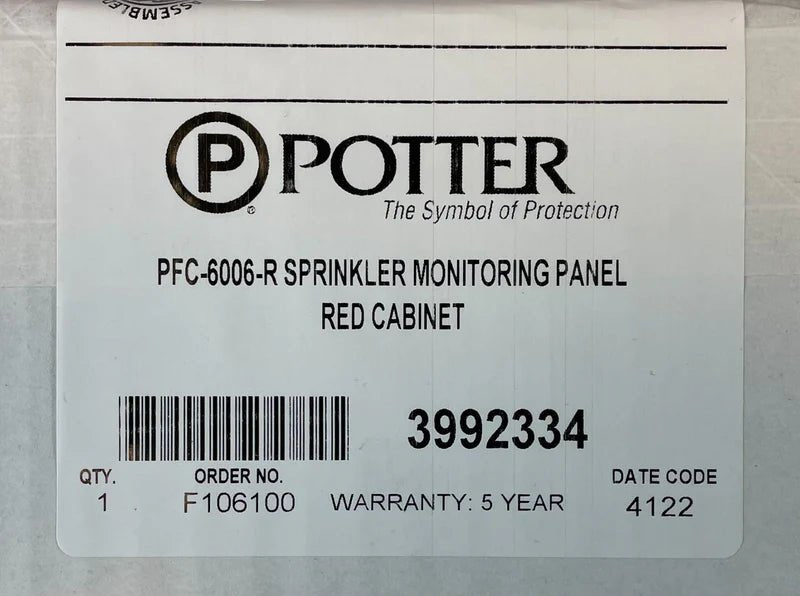 ASSEMBLED
P POTTER
®
The Symbol of Protection
PFC-6006-R SPRINKLER MONITORING PANEL
RED CABINET
3992334
QTY. ORDER NO. DATE CODE
1 F106100 WARRANTY: 5 YEAR 4122